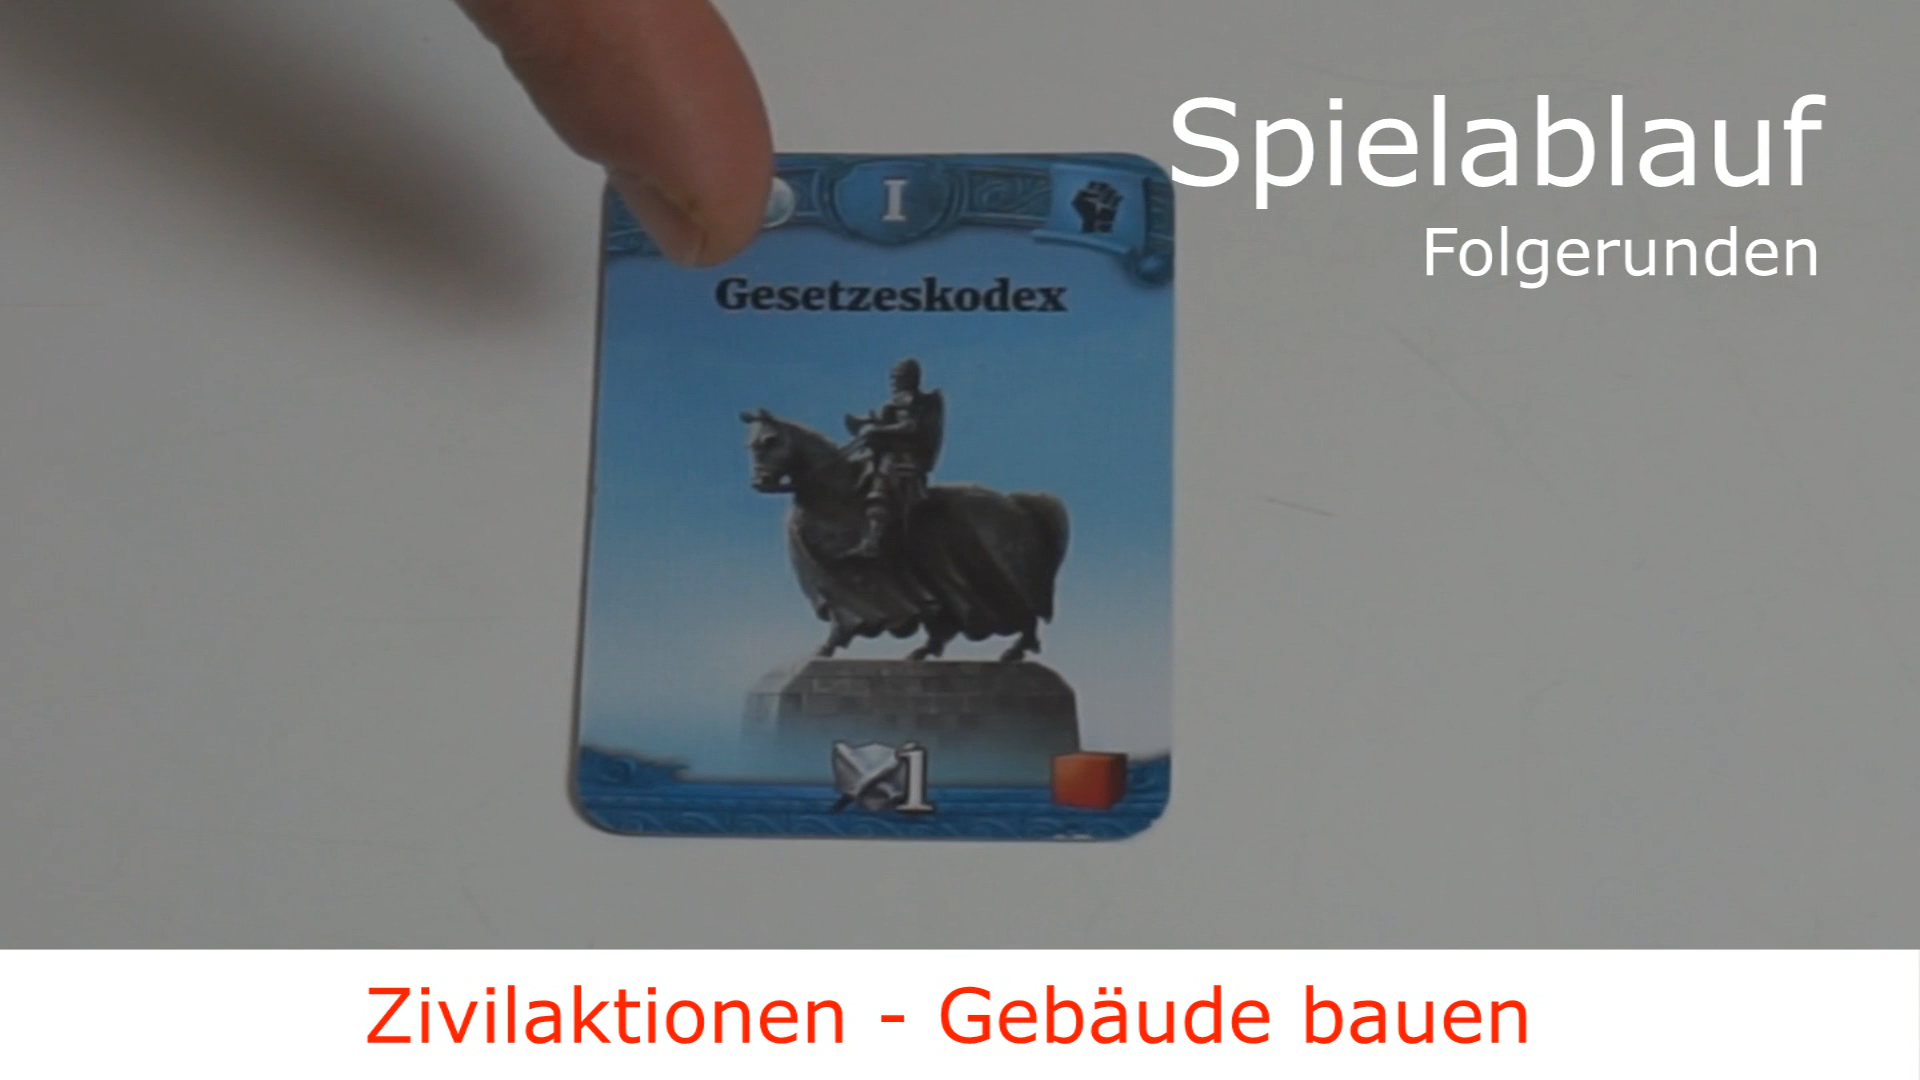 Spielablauf
Folgerunden
I
Gesetzeskodex
1
Zivilaktionen - Gebäude bauen